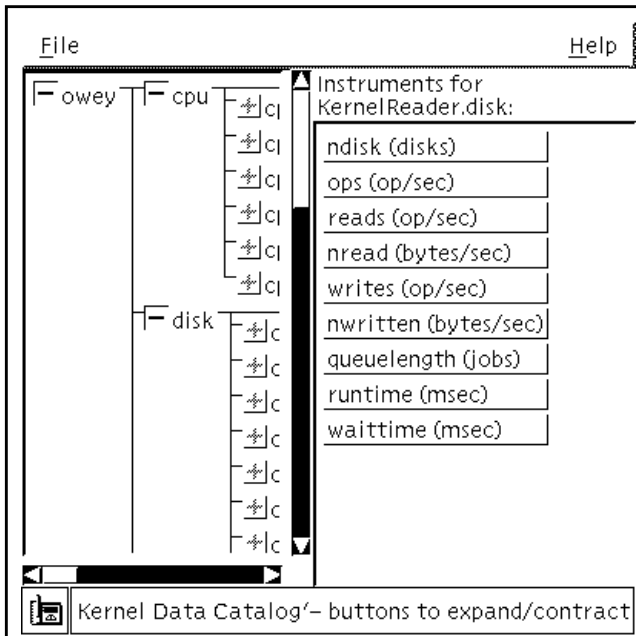 File Help
Instruments for
KernelReader.disk:
owey cpu
disk
ndisk (disks)
ops (op/sec)
reads (op/sec)
nread (bytes/sec)
writes (op/sec)
nwritten (bytes/sec)
queuelength (jobs)
runtime (msec)
waittime (msec)
Kernel Data Catalog’– buttons to expand/contract